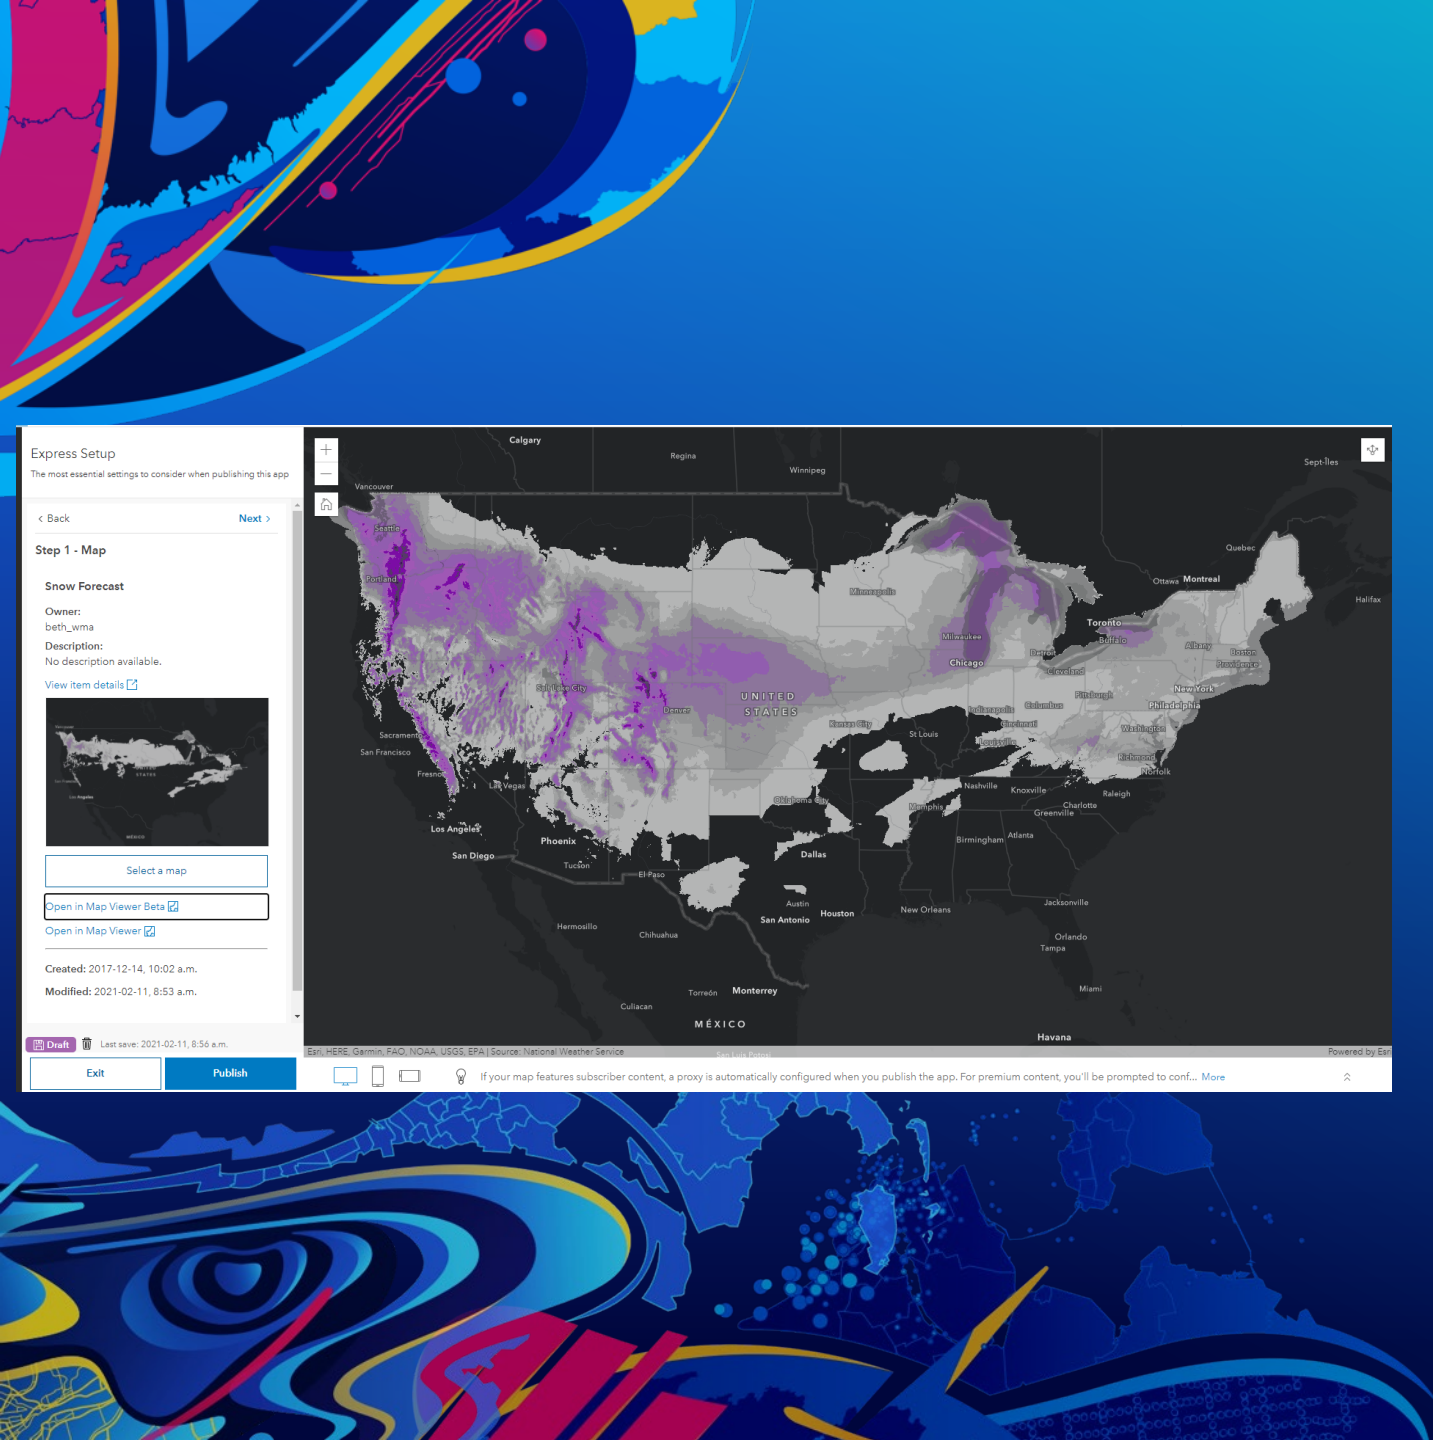 Express Setup
The most essential settings to consider when publishing this app
Back
Next
Step 1 - Map
Snow Forecast
Owner:
beth_wma
Description:
No description available.
View item details
Select a map
Open in Map Viewer Beta
Open in Map Viewer
Created: 2017-12-14, 10:02 a.m.
Modified: 2021-02-11, 8:53 a.m.
Draft
Last save: 2021-02-11, 8:56 a.m.
Exit
Publish
Calgary
Regina
Winnipeg
Sept-Îles
Vancouver
Seattle
Quebec
Portland
Ottawa
Montreal
Minneapolis
Halifax
Toronto
Milwaukee
Buffalo
Albany
Detroit
Boston
Chicago
Providence
Cleveland
Salt Lake City
New York
UNITED
STATES
Pittsburgh
Denver
Indianapolis
Columbus
Philadelphia
Kansas City
Cincinnati
Washington
Sacramento
St Louis
Louisville
San Francisco
Richmond
Fresno
Norfolk
Las Vegas
Nashville
Knoxville
Raleigh
Oklahoma City
Memphis
Charlotte
Greenville
Los Angeles
Phoenix
Birmingham
Atlanta
San Diego
Dallas
Tucson
El Paso
Austin
Jacksonville
San Antonio
Houston
New Orleans
Hermosillo
Chihuahua
Orlando
Tampa
Miami
Torreón
Monterrey
Culiacan
MÉXICO
Havana
San Luis Potosi
Esri, HERE, Garmin, FAO, NOAA, USGS, EPA | Source: National Weather Service
Powered by Esri
If your map features subscriber content, a proxy is automatically configured when you publish the app. For premium content, you'll be prompted to conf... More